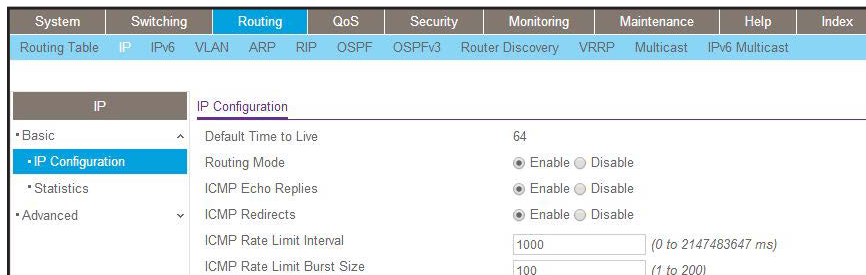 System Switching Routing QoS Security Monitoring Maintenance Help Index
Routing Table IP IPv6 VLAN ARP RIP OSPF OSPFv3 Router Discovery VRRP Multicast IPv6 Multicast
IP
Basic
IP Configuration
Statistics
Advanced
IP Configuration
Default Time to Live 64
Routing Mode Enable Disable
ICMP Echo Replies Enable Disable
ICMP Redirects Enable Disable
ICMP Rate Limit Interval 1000 (0 to 2147483647 ms)
ICMP Rate Limit Burst Size 100 (1 to 200)